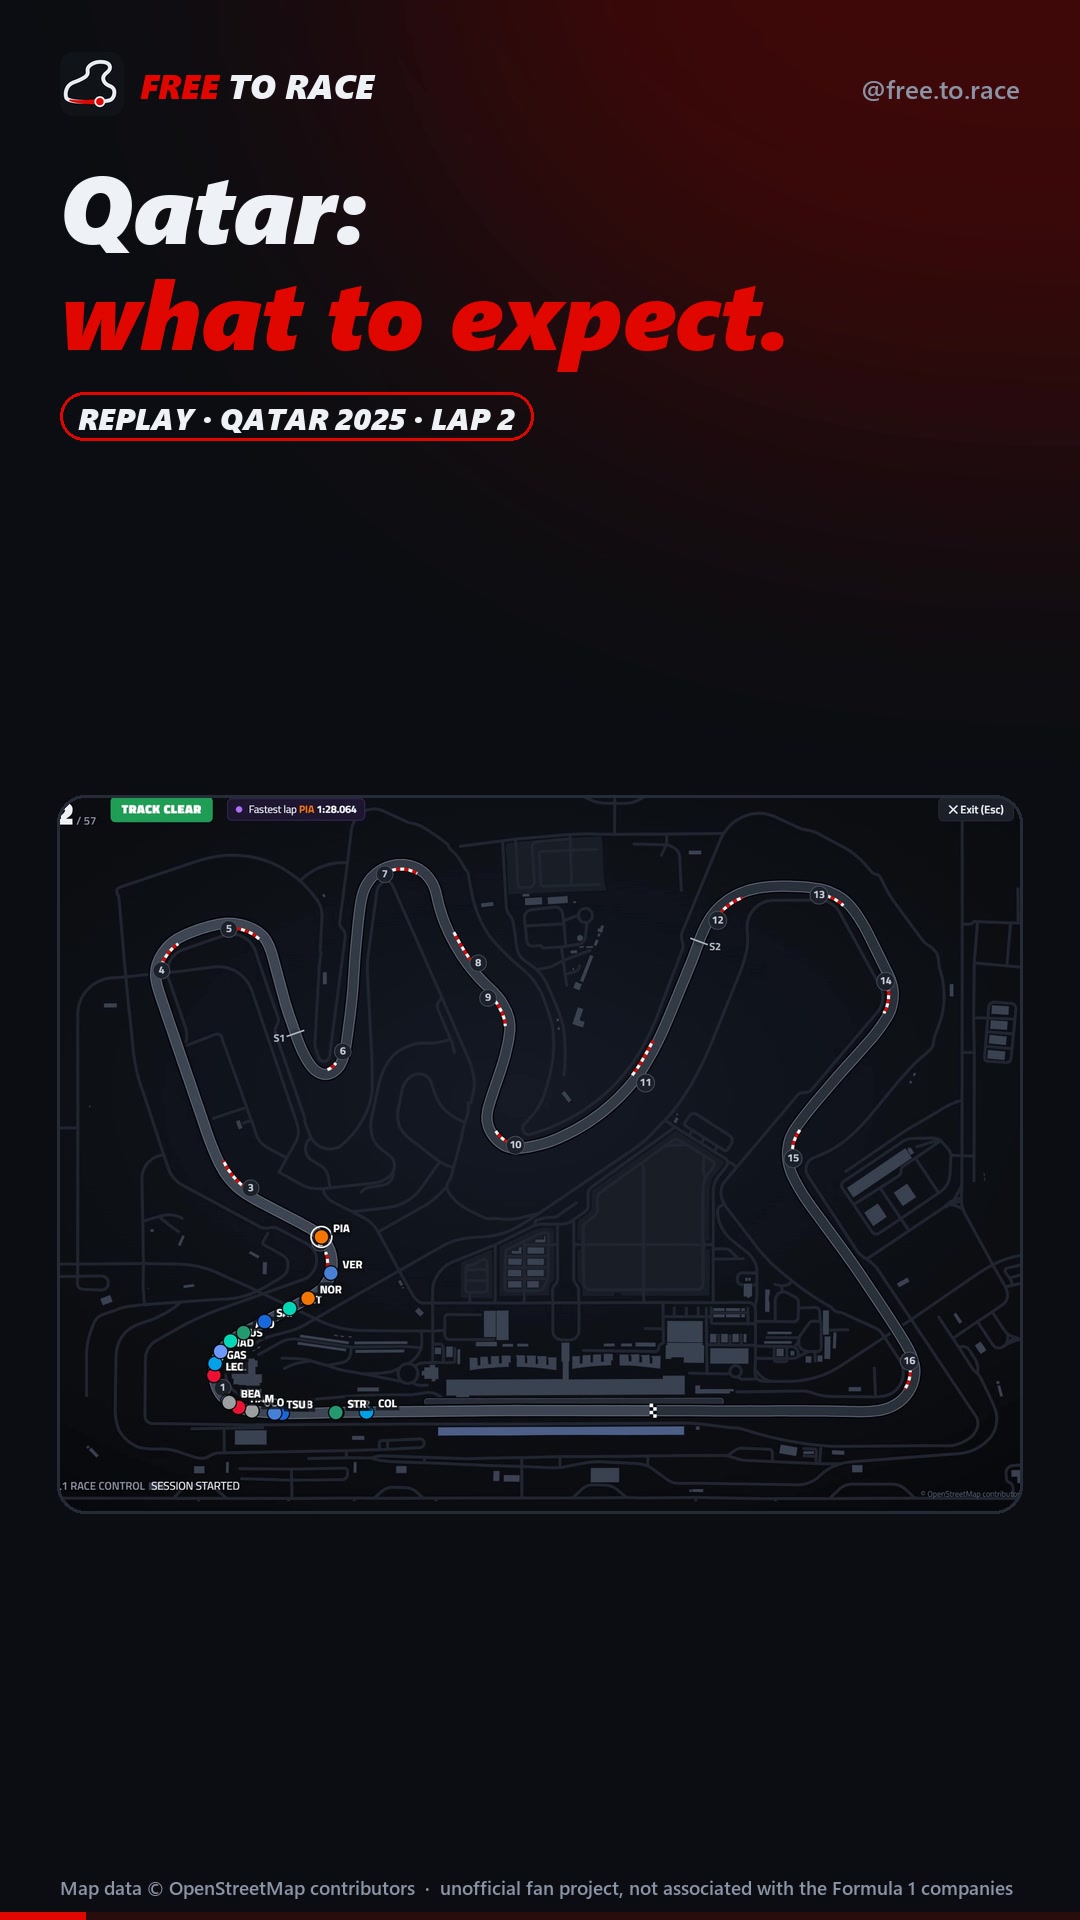 FREE TO RACE
@free.to.race
Qatar:
what to expect.
REPLAY · QATAR 2025 · LAP 2
2 / 57
TRACK CLEAR
Fastest lap PIA 1:28.064
Exit (Esc)
7
13
12
5
S2
8
4
14
9
S1
6
11
10
15
3
PIA
VER
NOR
GAS
16
LEC
1
BEA
TSU
STR
COL
RACE CONTROL SESSION STARTED
© OpenStreetMap contributo
Map data © OpenStreetMap contributors · unofficial fan project, not associated with the Formula 1 companies